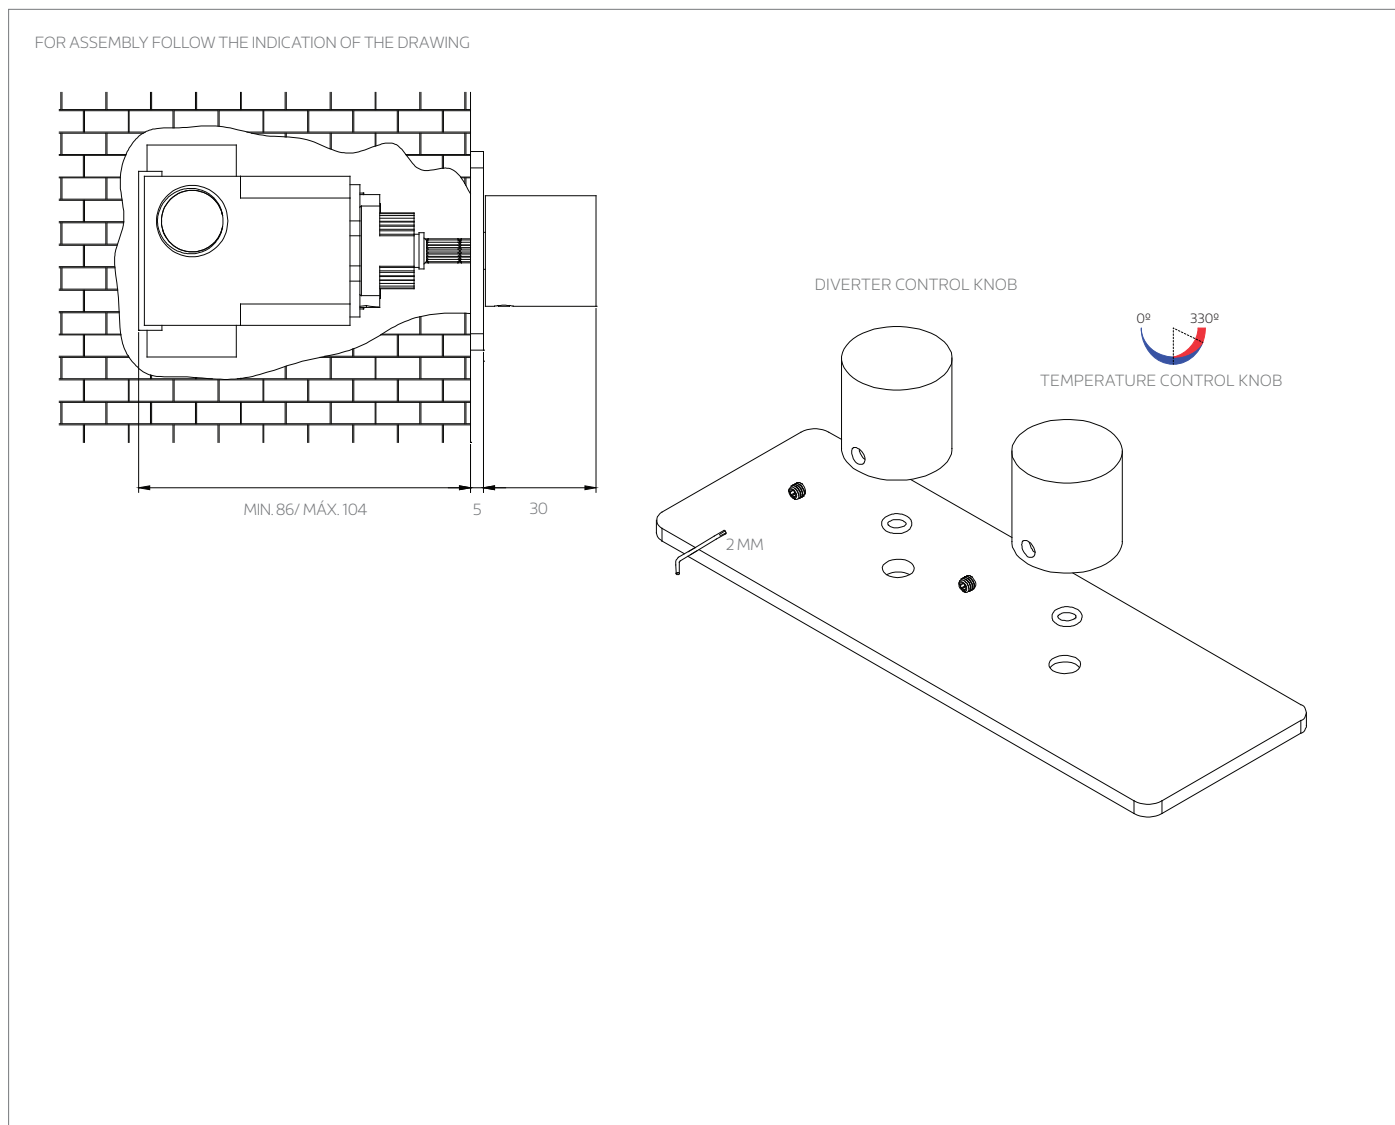 FOR ASSEMBLY FOLLOW THE INDICATION OF THE DRAWING
MIN. 86/ MÁX. 104
5
30
DIVERTER CONTROL KNOB
0º
330º
TEMPERATURE CONTROL KNOB
2 MM